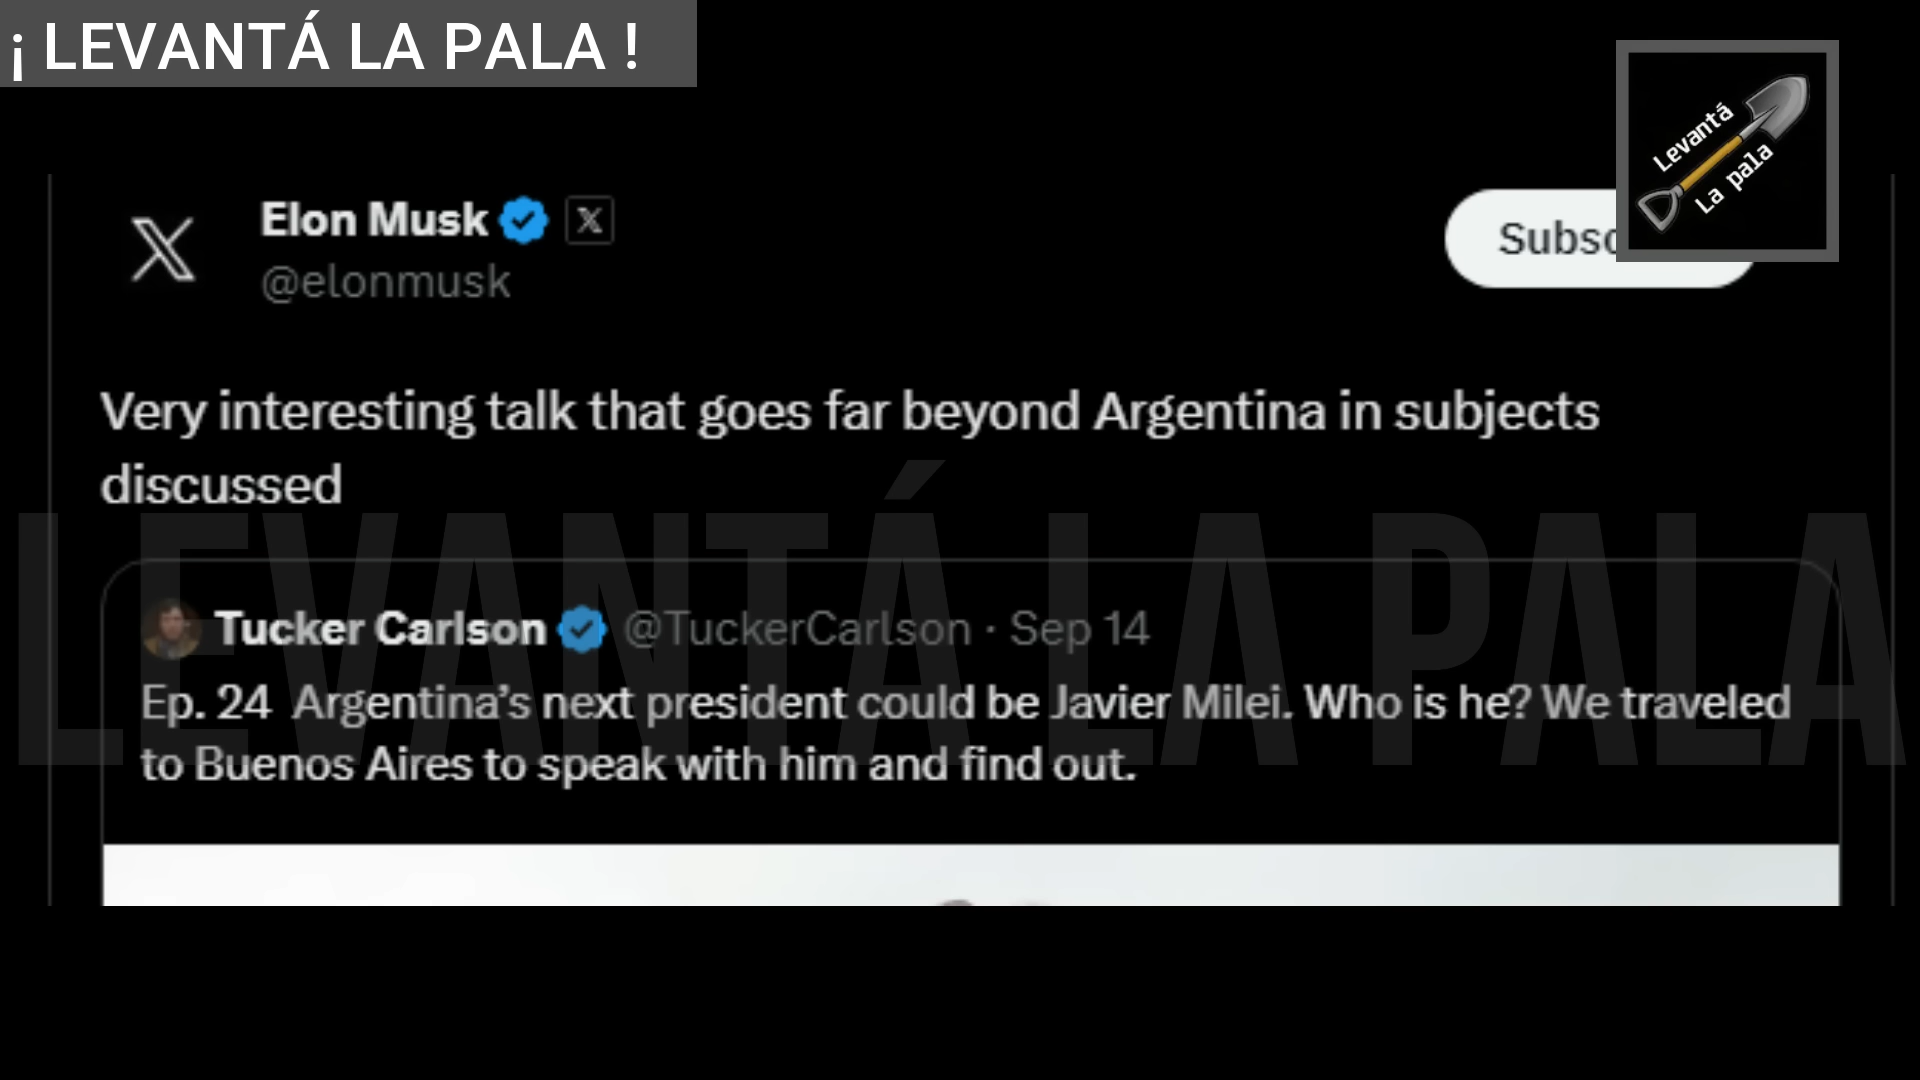 ¡ LEVANTÁ LA PALA !
Levantá
La pala
Elon Musk
@elonmusk
Very interesting talk that goes far beyond Argentina in subjects
discussed
LEVANTÁ LA PALA
Tucker Carlson @TuckerCarlson · Sep 14
Ep. 24 Argentina’s next president could be Javier Milei. Who is he? We traveled
to Buenos Aires to speak with him and find out.